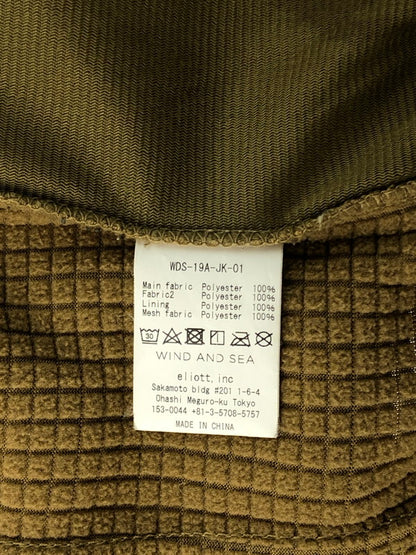 WDS-19A-JK-01
Main fabric Polyester 100%
Fabric2 Polyester 100%
Lining Polyester 100%
Mesh fabric Polyester 100%
30
WIND AND SEA
eliott, inc
Sakamoto bldg #201 1-6-4
Ohashi Meguro-ku Tokyo
153-0044 +81-3-5708-5757
MADE IN CHINA